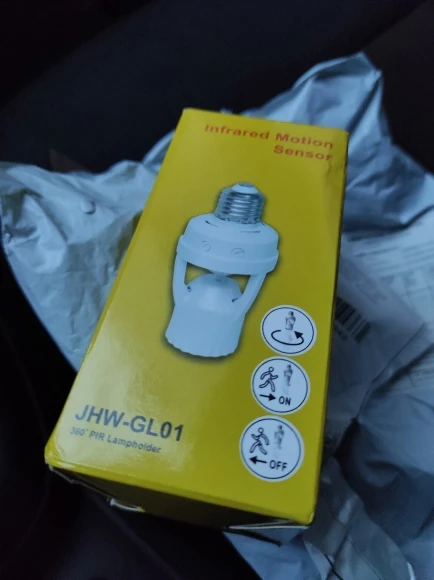 Infrared Motion
Sensor
ON
OFF
JHW-GL01
360° PIR Lampholder